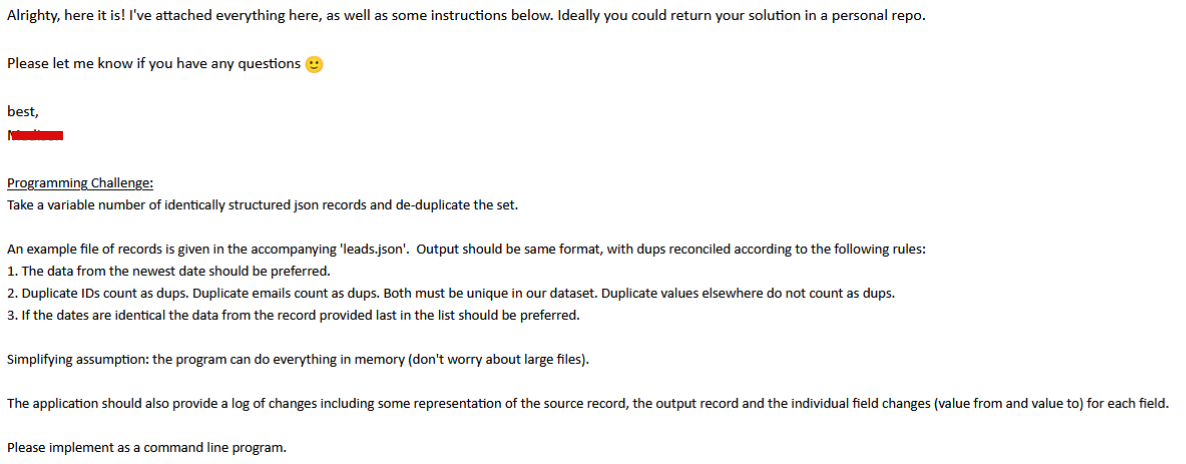 Alrighty, here it is! I've attached everything here, as well as some instructions below. Ideally you could return your solution in a personal repo.
Please let me know if you have any questions 🙂
best,
Programming Challenge:
Take a variable number of identically structured json records and de-duplicate the set.
An example file of records is given in the accompanying 'leads.json'.  Output should be same format, with dups reconciled according to the following rules:
1. The data from the newest date should be preferred.
2. Duplicate IDs count as dups. Duplicate emails count as dups. Both must be unique in our dataset. Duplicate values elsewhere do not count as dups.
3. If the dates are identical the data from the record provided last in the list should be preferred.
Simplifying assumption: the program can do everything in memory (don't worry about large files).
The application should also provide a log of changes including some representation of the source record, the output record and the individual field changes (value from and value to) for each field.
Please implement as a command line program.